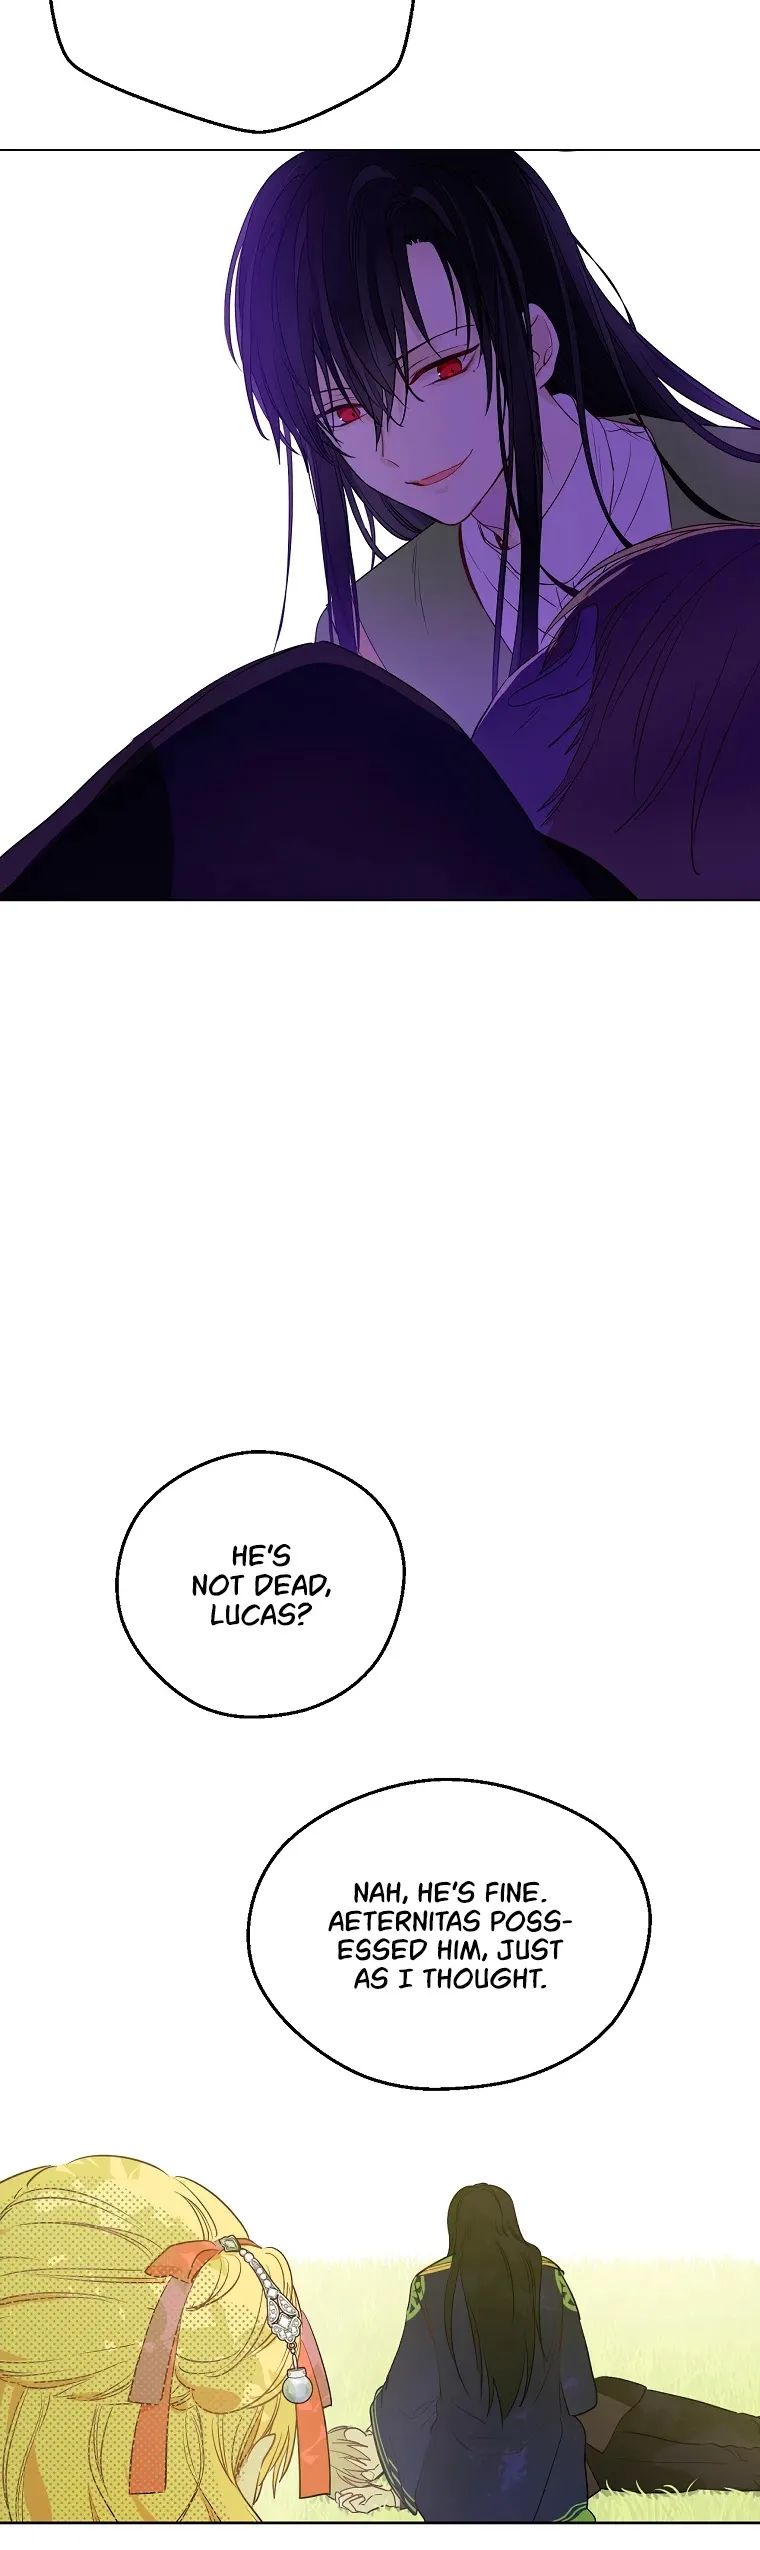 HE'S
NOT DEAD,
LUCAS?
NAH, HE'S FINE.
AETERNITAS POSS-
ESSED HIM, JUST
AS I THOUGHT.